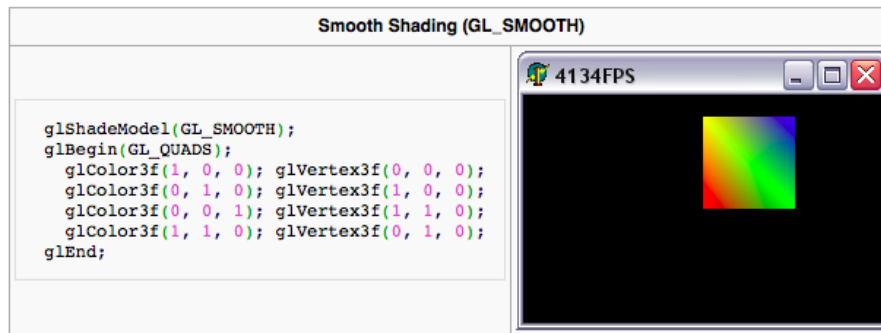 Smooth Shading (GL_SMOOTH)
glShadeModel(GL_SMOOTH);
glBegin(GL_QUADS);
glColor3f(1, 0, 0); glVertex3f(0, 0, 0);
glColor3f(0, 1, 0); glVertex3f(1, 0, 0);
glColor3f(0, 0, 1); glVertex3f(1, 1, 0);
glColor3f(1, 1, 0); glVertex3f(0, 1, 0);
glEnd;
4134FPS